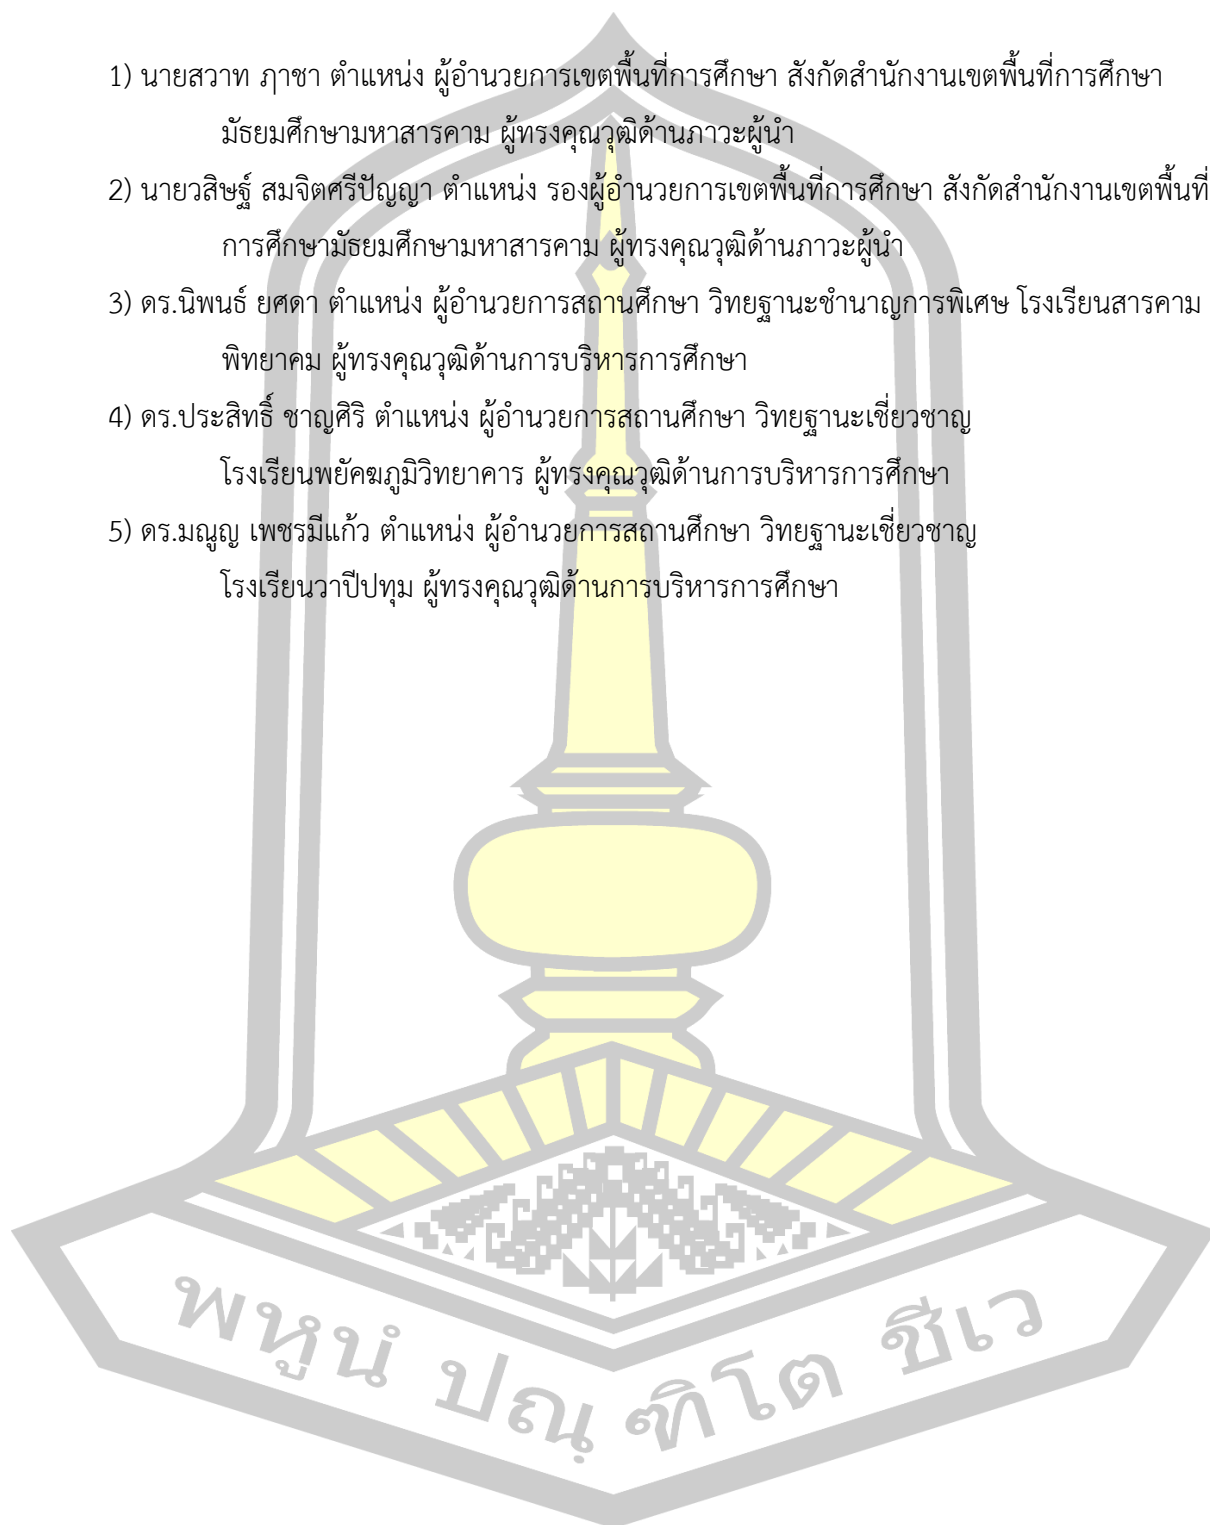 1) นายสวาท ฦาชา ตำแหน่ง ผู้อำนวยการเขตพื้นที่การศึกษา สังกัดสำนักงานเขตพื้นที่การศึกษา
มัธยมศึกษามหาสารคาม ผู้ทรงคุณวุฒิด้านภาวะผู้นำ
2) นายวสิษฐ์ สมจิตศรีปัญญา ตำแหน่ง รองผู้อำนวยการเขตพื้นที่การศึกษา สังกัดสำนักงานเขตพื้นที่
การศึกษามัธยมศึกษามหาสารคาม ผู้ทรงคุณวุฒิด้านภาวะผู้นำ
3) ดร.นิพนธ์ ยศดา ตำแหน่ง ผู้อำนวยการสถานศึกษา วิทยฐานะชำนาญการพิเศษ โรงเรียนสารคาม
พิทยาคม ผู้ทรงคุณวุฒิด้านการบริหารการศึกษา
4) ดร.ประสิทธิ์ ชาญศิริ ตำแหน่ง ผู้อำนวยการสถานศึกษา วิทยฐานะเชี่ยวชาญ
โรงเรียนพยัคฆภูมิวิทยาคาร ผู้ทรงคุณวุฒิด้านการบริหารการศึกษา
5) ดร.มณูญ เพชรมีแก้ว ตำแหน่ง ผู้อำนวยการสถานศึกษา วิทยฐานะเชี่ยวชาญ
โรงเรียนวาปีปทุม ผู้ทรงคุณวุฒิด้านการบริหารการศึกษา
พหูนํ ปณฺ ฑิโต ชีเว